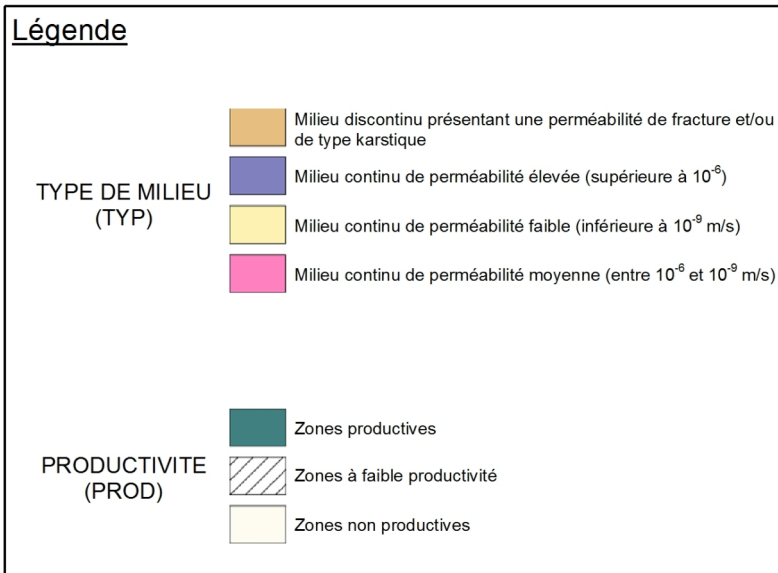 Légende
Milieu discontinu présentant une perméabilité de fracture et/ou
de type karstique
TYPE DE MILIEU
(TYP)
Milieu continu de perméabilité élevée (supérieure à 10⁻⁶)
Milieu continu de perméabilité faible (inférieure à 10⁻⁹ m/s)
Milieu continu de perméabilité moyenne (entre 10⁻⁶ et 10⁻⁹ m/s)
Zones productives
PRODUCTIVITE
(PROD)
Zones à faible productivité
Zones non productives